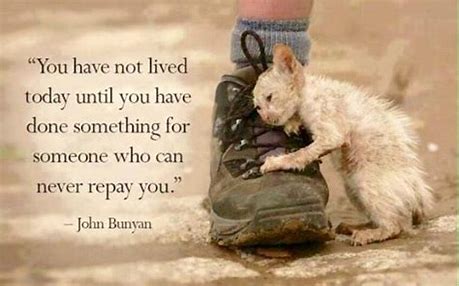 “You have not lived
today until you have
done something for
someone who can
never repay you.”
— John Bunyan